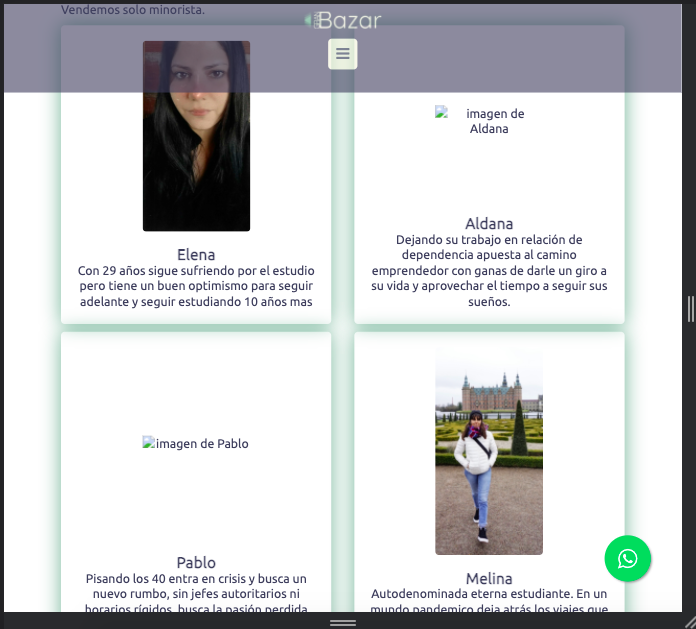 Vendemos solo minorista.
Bazar
Elena
Con 29 años sigue sufriendo por el estudio
pero tiene un buen optimismo para seguir
adelante y seguir estudiando 10 años mas
imagen de
Aldana
Aldana
Dejando su trabajo en relación de
dependencia apuesta al camino
emprendedor con ganas de darle un giro a
su vida y aprovechar el tiempo a seguir sus
sueños.
imagen de Pablo
Pablo
Pisando los 40 entra en crisis y busca un
nuevo rumbo, sin jefes autoritarios ni
horarios rígidos, busca la pasión perdida
Melina
Autodenominada eterna estudiante. En un
mundo pandemico deja atrás los viajes que